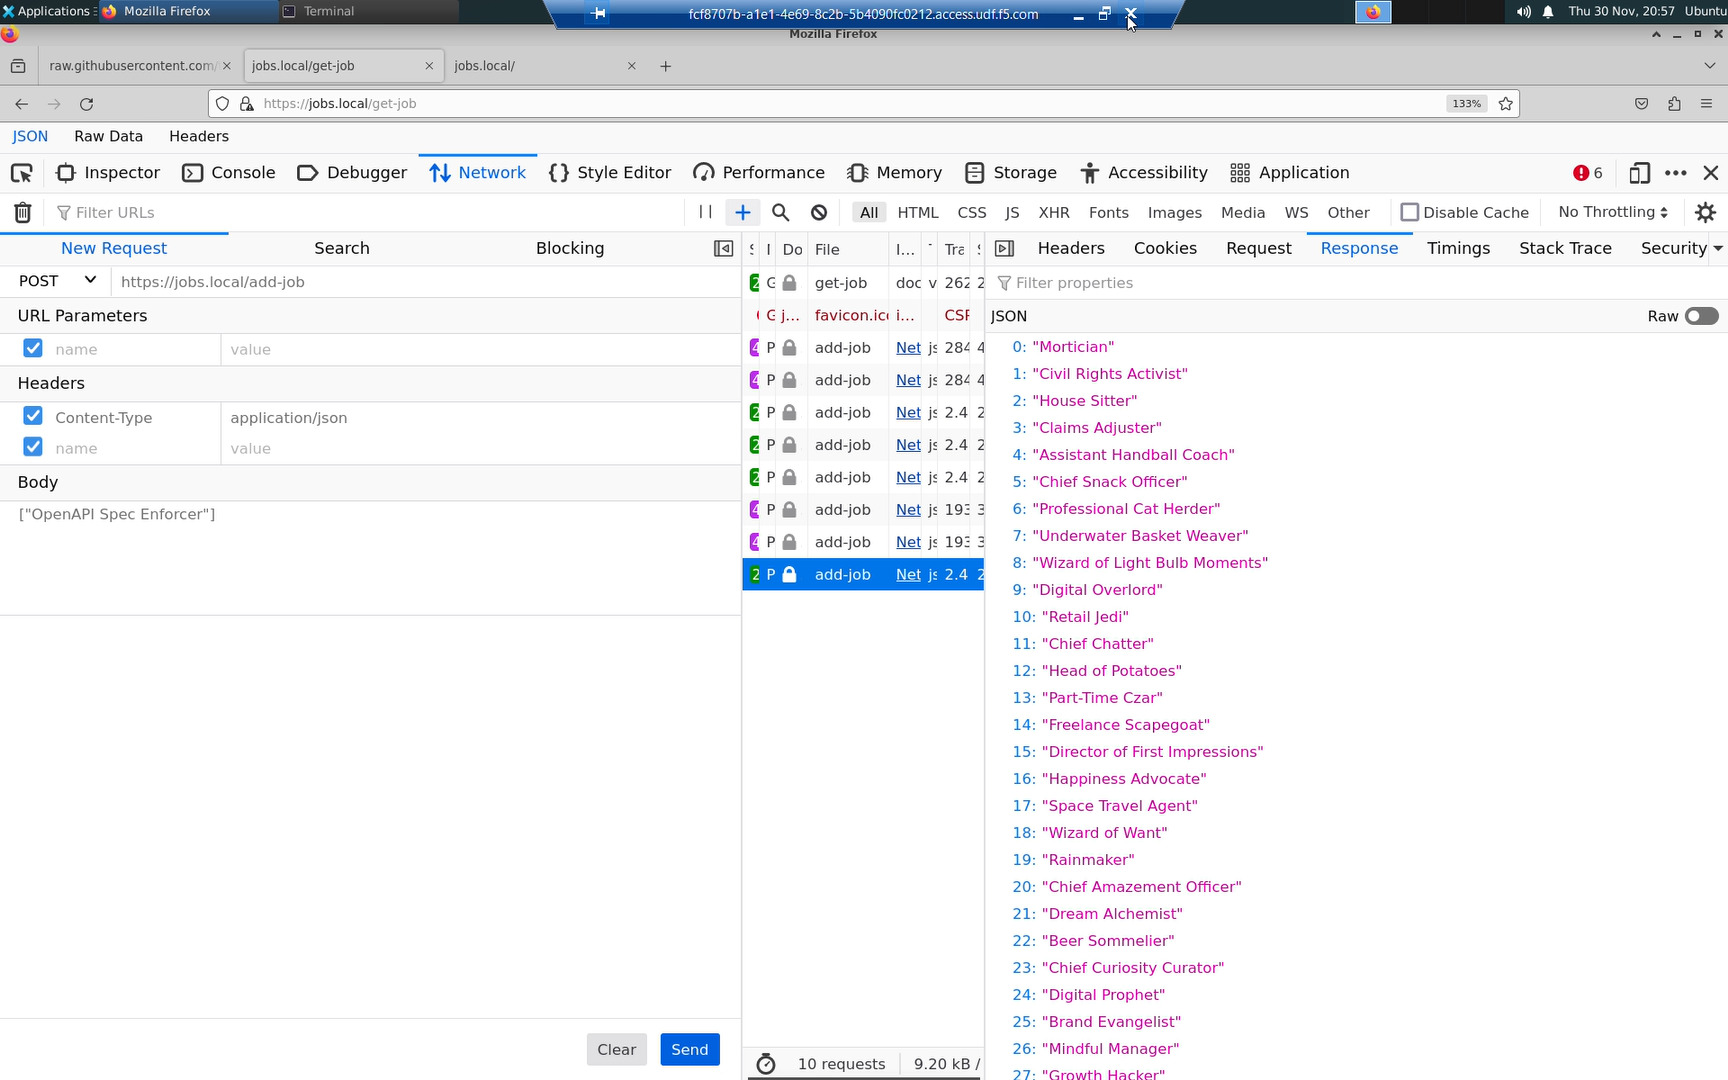 Applications
Mozilla Firefox
Terminal
fcf8707b-a1e1-4e69-8c2b-5b4090fc0212.access.udf.f5.com
Thu 30 Nov, 20:57
Ubuntu
Mozilla Firefox
raw.githubusercontent.com/
jobs.local/get-job
jobs.local/
https://jobs.local/get-job
133%
JSON
Raw Data
Headers
Inspector
Console
Debugger
Network
Style Editor
Performance
Memory
Storage
Accessibility
Application
6
Filter URLs
All
HTML
CSS
JS
XHR
Fonts
Images
Media
WS
Other
Disable Cache
No Throttling
New Request
Search
Blocking
POST
https://jobs.local/add-job
URL Parameters
name value
Headers
Content-Type application/json
name value
Body
["OpenAPI Spec Enforcer"]
Clear
Send
Do File I... Tra
2 G get-job doc v 262 2
G j... favicon.ico i... CSP
4 P add-job Net js 284 4
4 P add-job Net js 284 4
2 P add-job Net js 2.4 2
2 P add-job Net js 2.4 2
2 P add-job Net js 2.4 2
4 P add-job Net js 193 3
4 P add-job Net js 193 3
2 P add-job Net js 2.4 2
10 requests
9.20 kB /
Headers
Cookies
Request
Response
Timings
Stack Trace
Security
Filter properties
JSON
Raw
0: "Mortician"
1: "Civil Rights Activist"
2: "House Sitter"
3: "Claims Adjuster"
4: "Assistant Handball Coach"
5: "Chief Snack Officer"
6: "Professional Cat Herder"
7: "Underwater Basket Weaver"
8: "Wizard of Light Bulb Moments"
9: "Digital Overlord"
10: "Retail Jedi"
11: "Chief Chatter"
12: "Head of Potatoes"
13: "Part-Time Czar"
14: "Freelance Scapegoat"
15: "Director of First Impressions"
16: "Happiness Advocate"
17: "Space Travel Agent"
18: "Wizard of Want"
19: "Rainmaker"
20: "Chief Amazement Officer"
21: "Dream Alchemist"
22: "Beer Sommelier"
23: "Chief Curiosity Curator"
24: "Digital Prophet"
25: "Brand Evangelist"
26: "Mindful Manager"
27: "Growth Hacker"